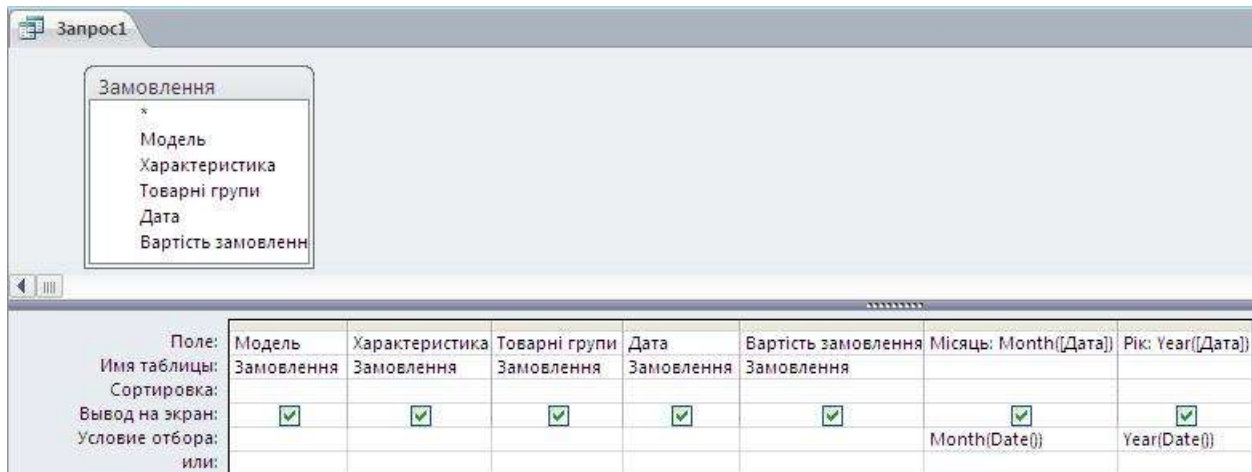 Запрос1
Замовлення
*
Модель
Характеристика
Товарні групи
Дата
Вартість замовленн
Поле: Модель Характеристика Товарні групи Дата Вартість замовлення Місяць: Month([Дата]) Рік: Year([Дата])
Имя таблицы: Замовлення Замовлення Замовлення Замовлення Замовлення
Сортировка:
Вывод на экран:
Условие отбора: Month(Date()) Year(Date())
или: